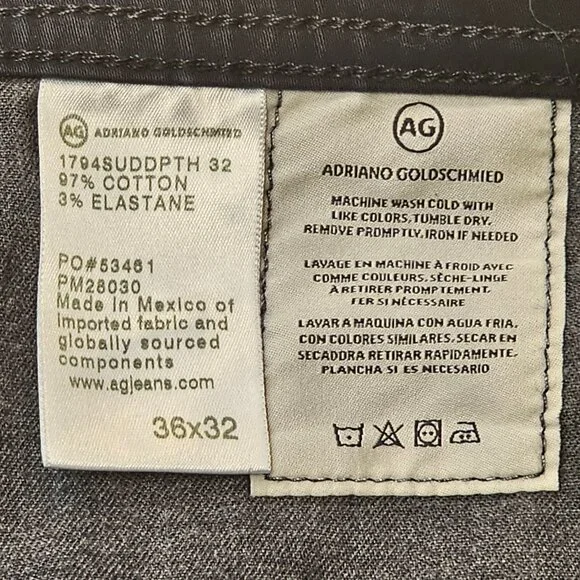 AG ADRIANO GOLDSCHMIED
1794SUDDPTH 32
97% COTTON
3% ELASTANE
PO#53461
PM28030
Made in Mexico of
imported fabric and
globally sourced
components
www.agjeans.com
36x32
AG
ADRIANO GOLDSCHMIED
MACHINE WASH COLD WITH
LIKE COLORS, TUMBLE DRY.
REMOVE PROMPTLY, IRON IF NEEDED
LAVAGE EN MACHINE À FROID AVEC
COMME COULEURS, SÈCHE-LINGE
À RETIRER PROMPTEMENT.
FER SI NÉCESSAIRE
LAVAR A MAQUINA CON AGUA FRIA,
CON COLORES SIMILARES, SECAR EN
SECADORA RETIRAR RAPIDAMENTE.
PLANCHA SI ES NECESARIO